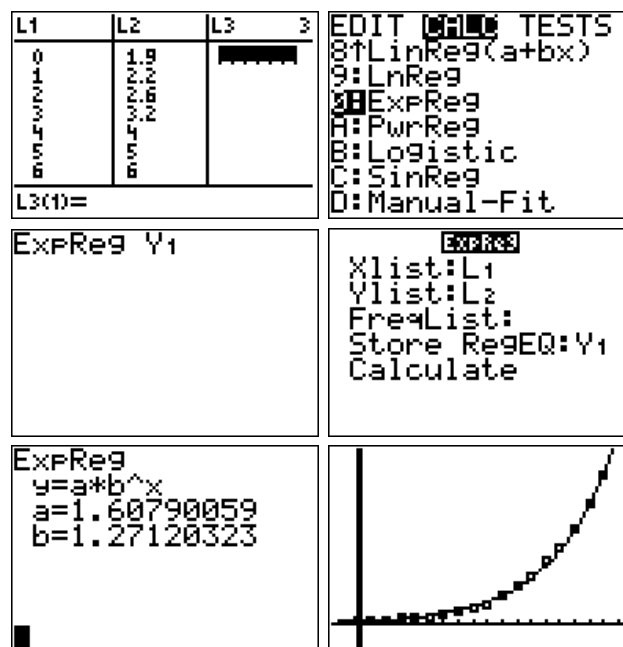 L1 L2 L3 3
0 1.9
1 2.2
2 2.6
3 3.2
4 4
5 5
6 6
L3(1)=
EDIT CALC TESTS
8↑LinReg(a+bx)
9:LnReg
0:ExpReg
A:PwrReg
B:Logistic
C:SinReg
D:Manual-Fit
ExpReg Y₁
ExpReg
Xlist:L₁
Ylist:L₂
FreqList:
Store RegEQ:Y₁
Calculate
ExpReg
y=a*b^x
a=1.60790059
b=1.27120323